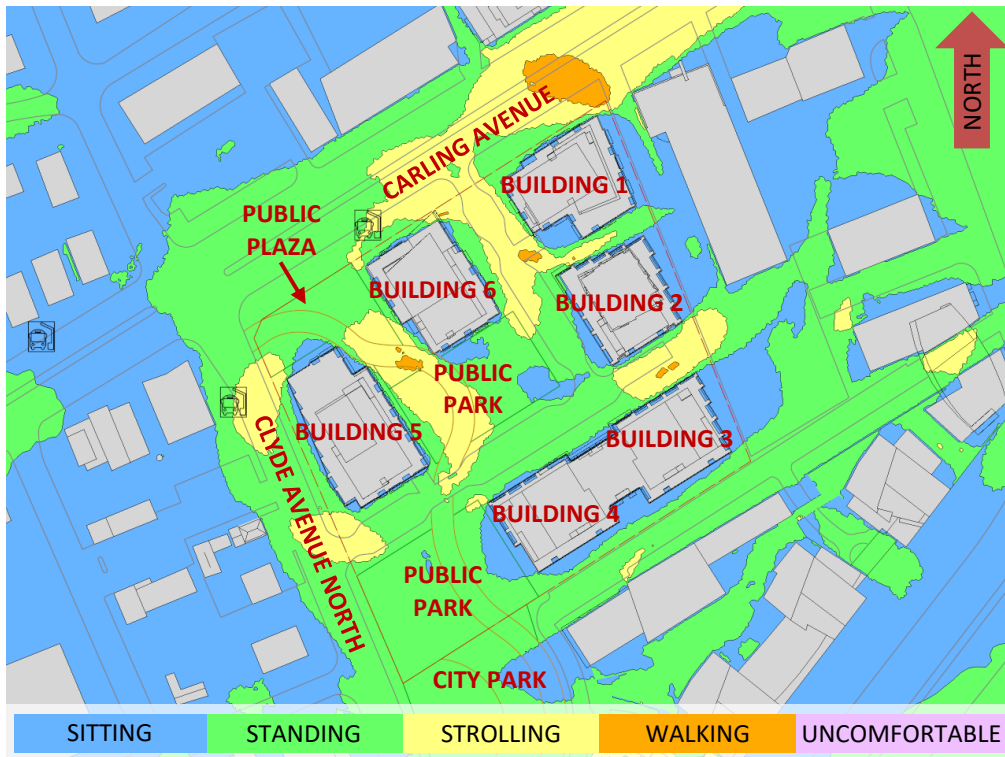 NORTH
CARLING AVENUE
BUILDING 1
PUBLIC
PLAZA
BUILDING 6
BUILDING 2
PUBLIC
PARK
BUILDING 5
BUILDING 3
CLYDE AVENUE NORTH
BUILDING 4
PUBLIC
PARK
CITY PARK
SITTING
STANDING
STROLLING
WALKING
UNCOMFORTABLE